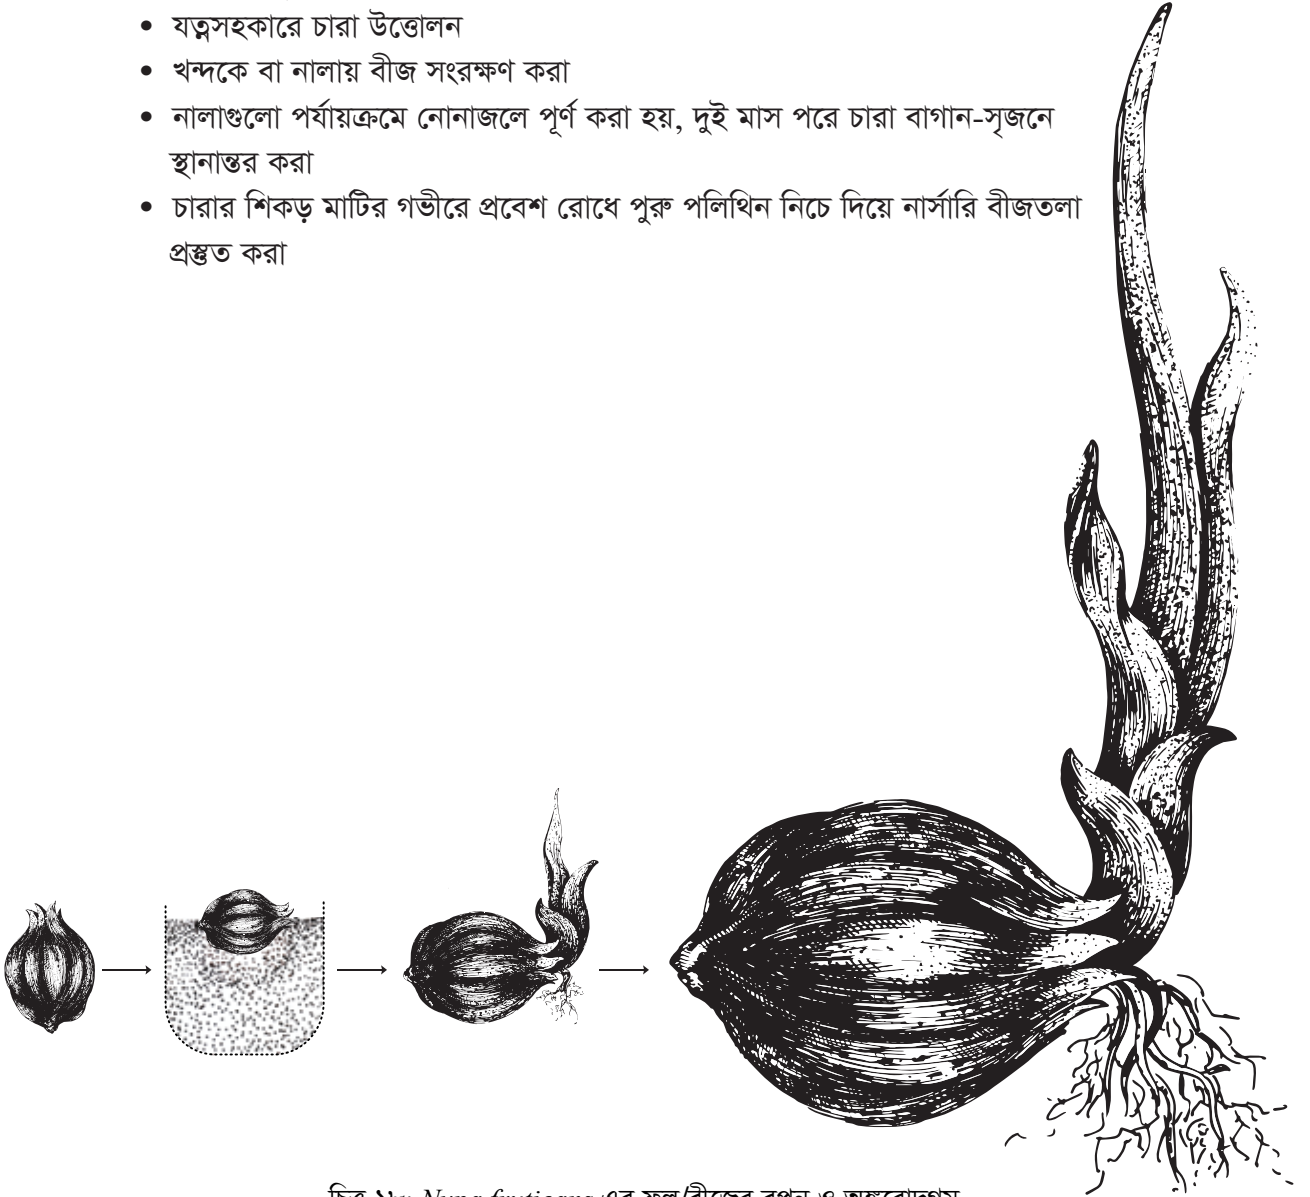 • যত্নসহকারে চারা উত্তোলন
• খন্দকে বা নালায় বীজ সংরক্ষণ করা
• নালাগুলো পর্যায়ক্রমে নোনাজলে পূর্ণ করা হয়, দুই মাস পরে চারা বাগান-সৃজনে
স্থানান্তর করা
• চারার শিকড় মাটির গভীরে প্রবেশ রোধে পুরু পলিথিন নিচে দিয়ে নার্সারি বীজতলা
প্রস্তুত করা
চিত্র Nypa fruticans এর ফল/বীজের বপন ও অঙ্কুরোদগম